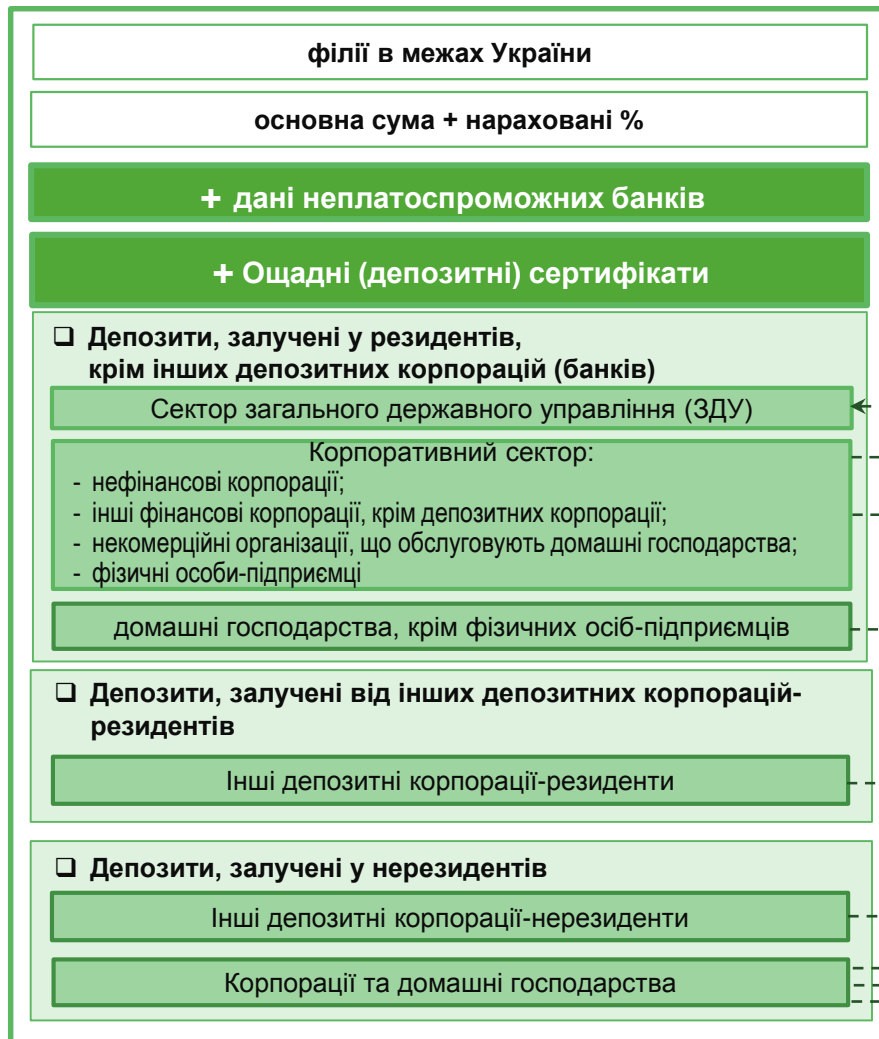 філії в межах України
основна сума + нараховані %
+ дані неплатоспроможних банків
+ Ощадні (депозитні) сертифікати
❑ Депозити, залучені у резидентів,
крім інших депозитних корпорацій (банків)
Сектор загального державного управління (ЗДУ)
Корпоративний сектор:
- нефінансові корпорації;
- інші фінансові корпорації, крім депозитних корпорації;
- некомерційні організації, що обслуговують домашні господарства;
- фізичні особи-підприємці
домашні господарства, крім фізичних осіб-підприємців
❑ Депозити, залучені від інших депозитних корпорацій-
резидентів
Інші депозитні корпорації-резиденти
❑ Депозити, залучені у нерезидентів
Інші депозитні корпорації-нерезиденти
Корпорації та домашні господарства